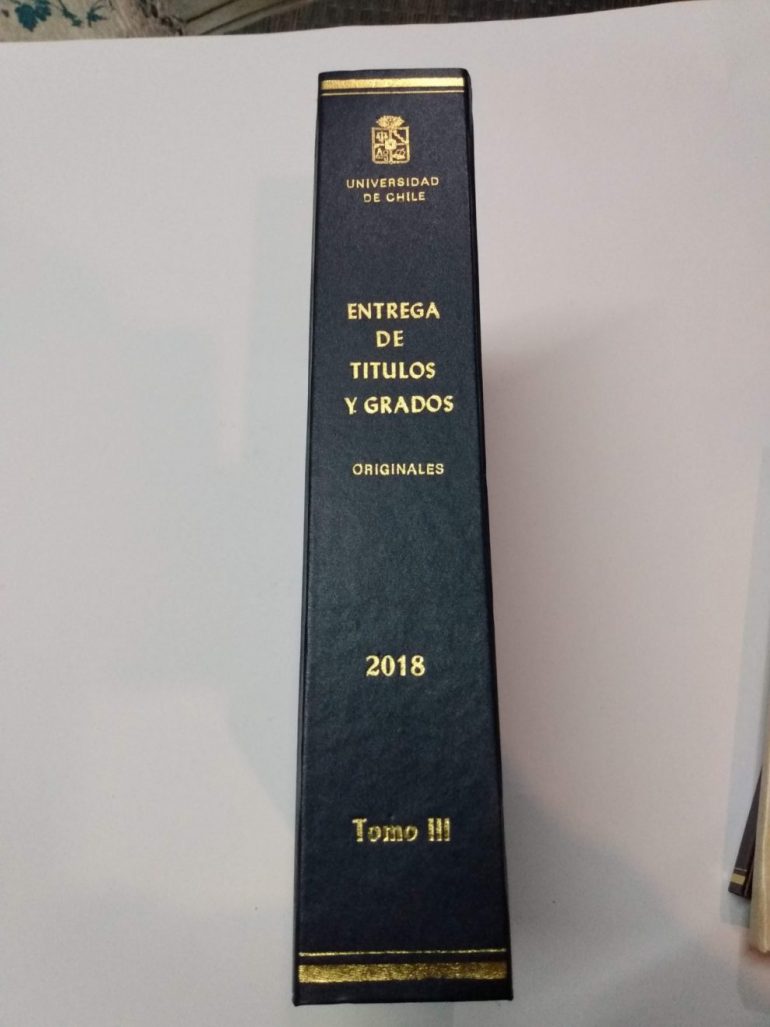 UNIVERSIDAD
DE CHILE
ENTREGA
DE
TITULOS
Y GRADOS
ORIGINALES
2018
Tomo III